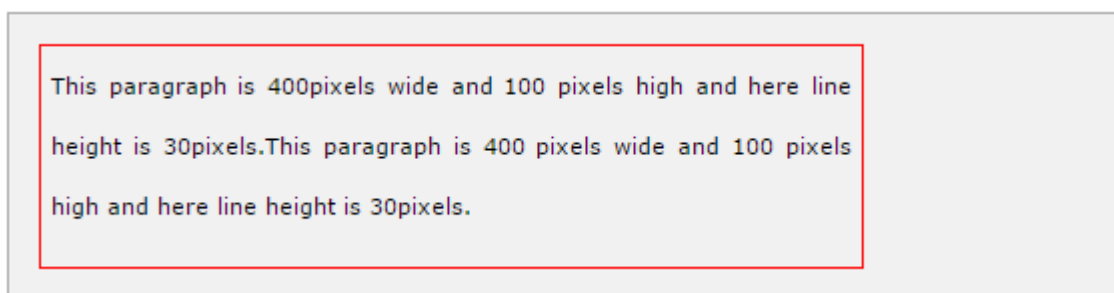 This paragraph is 400pixels wide and 100 pixels high and here line
height is 30pixels.This paragraph is 400 pixels wide and 100 pixels
high and here line height is 30pixels.